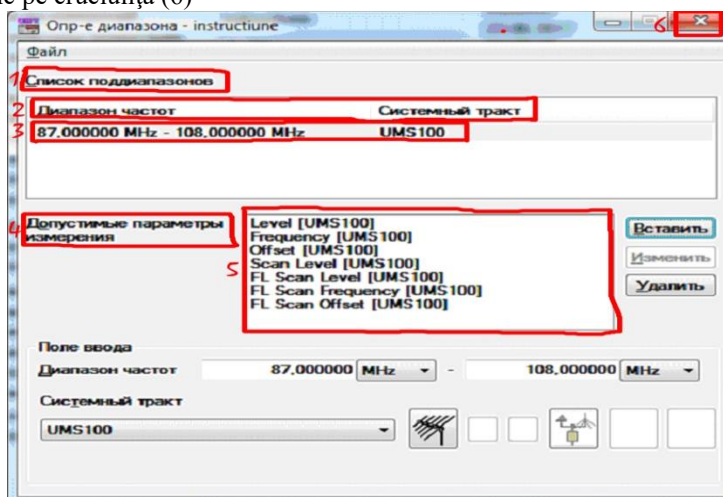 pe cruciulița (6)
Опр-е диапазона - instructiune
6
Файл
1 Список поддиапазонов
2 Диапазон частот Системный тракт
3 87.000000 MHz - 108.000000 MHz UMS100
4 Допустимые параметры измерения
5
Level [UMS100]
Frequency [UMS100]
Offset [UMS100]
Scan Level [UMS100]
FL Scan Level [UMS100]
FL Scan Frequency [UMS100]
FL Scan Offset [UMS100]
Вставить
Изменить
Удалить
Поле ввода
Диапазон частот 87.000000 MHz - 108.000000 MHz
Системный тракт
UMS100